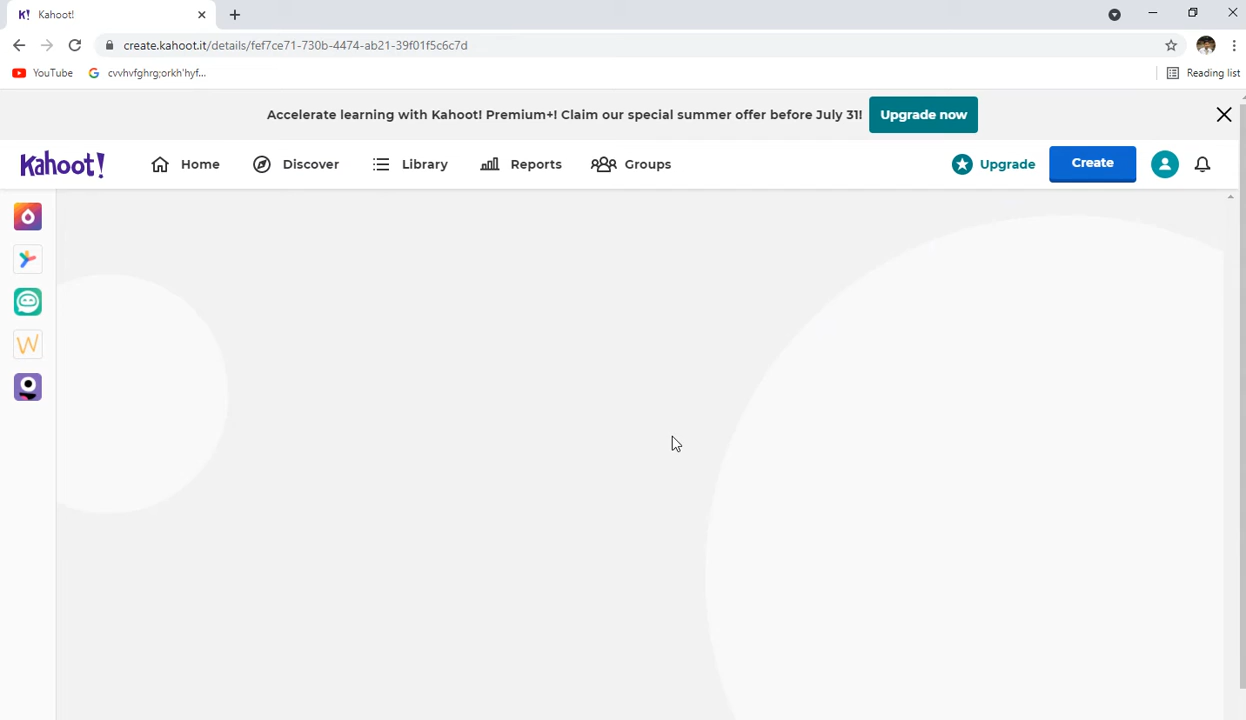 Kahoot!
create.kahoot.it/details/fef7ce71-730b-4474-ab21-39f01f5c6c7d
YouTube cvvhvfghrg;orkh'hyf... Reading list
Accelerate learning with Kahoot! Premium+! Claim our special summer offer before July 31! Upgrade now
Kahoot! Home Discover Library Reports Groups Upgrade Create
W